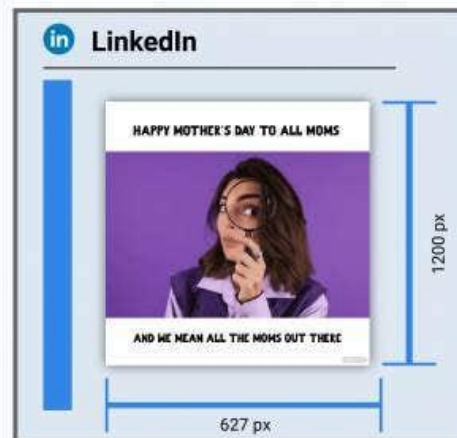 in LinkedIn
HAPPY MOTHER'S DAY TO ALL MOMS
1200 px
AND WE MEAN ALL THE MOMS OUT THERE
627 px